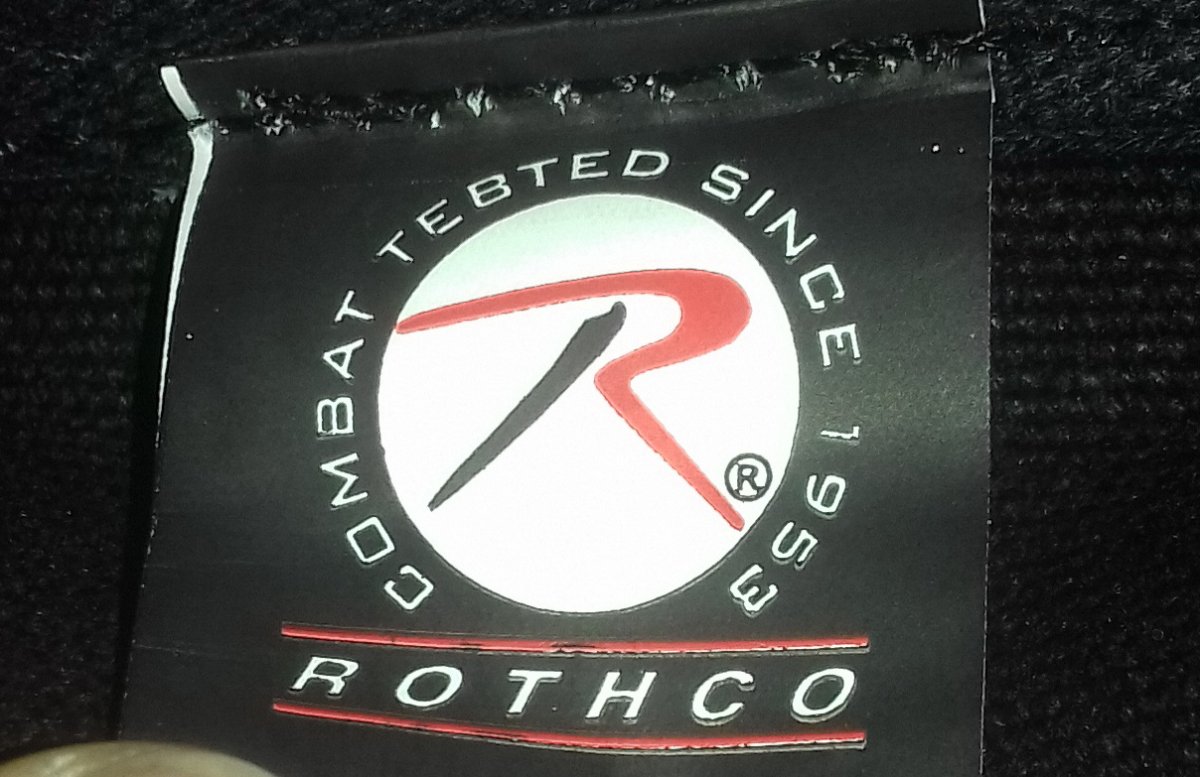 COMBAT TEBTED SINCE 1953
R
®
ROTHCO